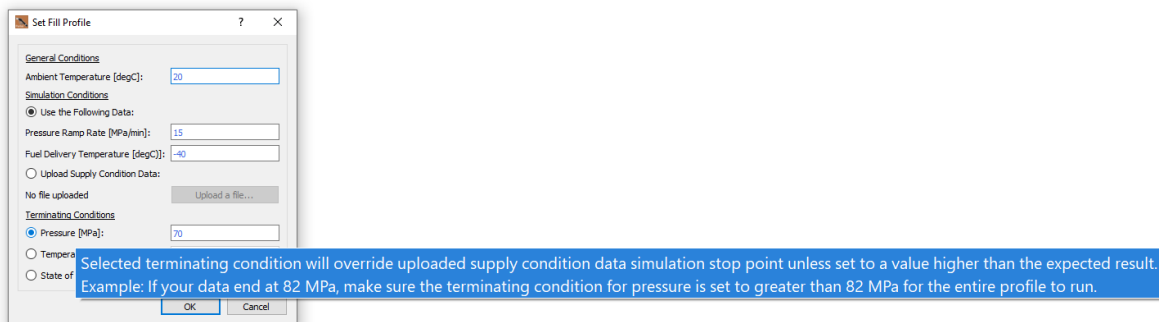 Set Fill Profile ? X
General Conditions
Ambient Temperature [degC]: 20
Simulation Conditions
Use the Following Data:
Pressure Ramp Rate [MPa/min]: 15
Fuel Delivery Temperature [degC)]: -40
Upload Supply Condition Data:
No file uploaded Upload a file...
Terminating Conditions
Pressure [MPa]: 70
Tempera
State of
Selected terminating condition will override uploaded supply condition data simulation stop point unless set to a value higher than the expected result.
Example: If your data end at 82 MPa, make sure the terminating condition for pressure is set to greater than 82 MPa for the entire profile to run.
OK Cancel